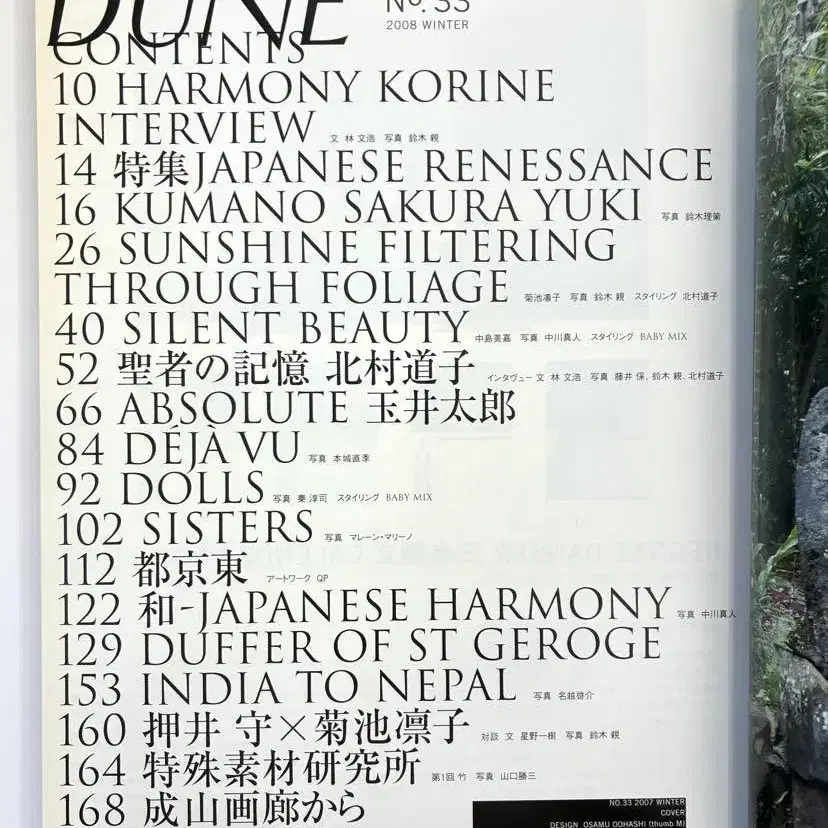 DUNE
No. 33
2008 WINTER
CONTENTS
10 HARMONY KORINE
INTERVIEW 文 林 文浩 写真 鈴木 親
14 特集JAPANESE RENESSANCE
16 KUMANO SAKURA YUKI 写真 鈴木理策
26 SUNSHINE FILTERING
THROUGH FOLIAGE 菊池凛子 写真 鈴木 親 スタイリング 北村道子
40 SILENT BEAUTY 中島美嘉 写真 中川真人 スタイリング BABY MIX
52 聖者の記憶 北村道子 インタヴュー 文 林 文浩 写真 藤井 保、鈴木 親、北村道子
66 ABSOLUTE 玉井太郎
84 DÉJÀ VU 写真 本城直季
92 DOLLS 写真 秦 淳司 スタイリング BABY MIX
102 SISTERS 写真 マレーン・マリーノ
112 都京東 アートワーク QP
122 和-JAPANESE HARMONY 写真 中川真人
129 DUFFER OF ST GEROGE
153 INDIA TO NEPAL 写真 名越啓介
160 押井 守×菊池凛子 対談 文 星野一樹 写真 鈴木 親
164 特殊素材研究所 第1回 竹 写真 山口勝三
168 成山画廊から
NO.33 2007 WINTER
COVER
DESIGN OSAMU OOHASHI (thumb M)